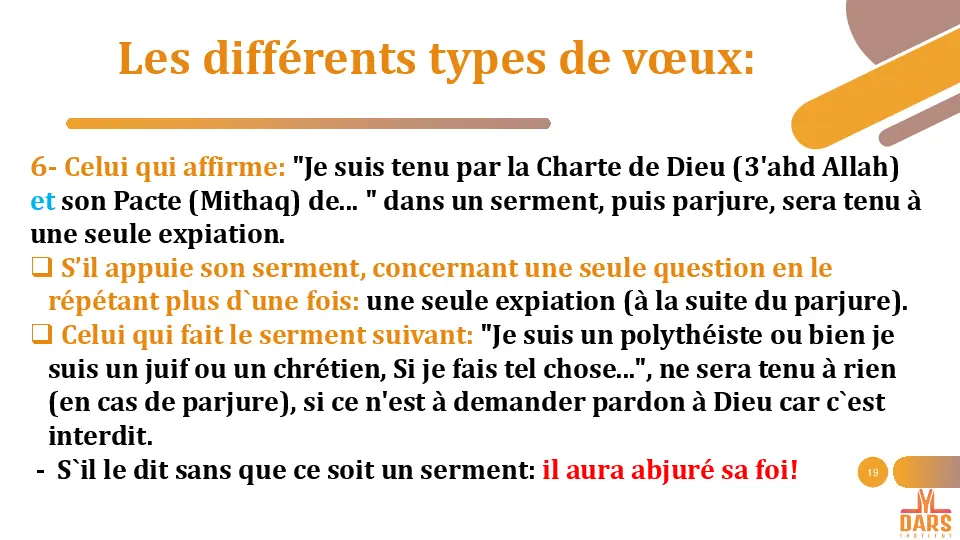 Les différents types de vœux:
6- Celui qui affirme: "Je suis tenu par la Charte de Dieu (3'ahd Allah)
et son Pacte (Mithaq) de... " dans un serment, puis parjure, sera tenu à
une seule expiation.
❑ S’il appuie son serment, concernant une seule question en le
répétant plus d`une fois: une seule expiation (à la suite du parjure).
❑ Celui qui fait le serment suivant: "Je suis un polythéiste ou bien je
suis un juif ou un chrétien, Si je fais tel chose...", ne sera tenu à rien
(en cas de parjure), si ce n'est à demander pardon à Dieu car c`est
interdit.
- S`il le dit sans que ce soit un serment: il aura abjuré sa foi!
19
DARS
INSTITUT